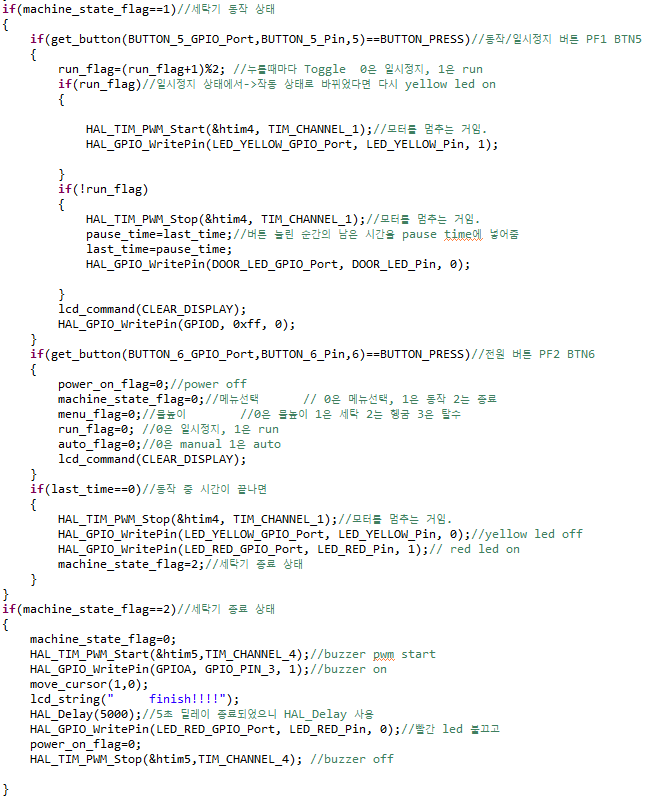 if(machine_state_flag==1)//세탁기 동작 상태
{
    if(get_button(BUTTON_5_GPIO_Port,BUTTON_5_Pin,5)==BUTTON_PRESS)//동작/일시정지 버튼 PF1 BTN5
    {
        run_flag=(run_flag+1)%2; //누를때마다 Toggle  0은 일시정지, 1은 run
        if(run_flag)//일시정지 상태에서->작동 상태로 바뀌었다면 다시 yellow led on
        {

            HAL_TIM_PWM_Start(&htim4, TIM_CHANNEL_1);//모터를 멈추는 거임.
            HAL_GPIO_WritePin(LED_YELLOW_GPIO_Port, LED_YELLOW_Pin, 1);

        }
        if(!run_flag)
        {
            HAL_TIM_PWM_Stop(&htim4, TIM_CHANNEL_1);//모터를 멈추는 거임.
            pause_time=last_time;//버튼 눌린 순간의 남은 시간을 pause time에 넣어줌
            last_time=pause_time;
            HAL_GPIO_WritePin(DOOR_LED_GPIO_Port, DOOR_LED_Pin, 0);

        }
        lcd_command(CLEAR_DISPLAY);
        HAL_GPIO_WritePin(GPIOD, 0xff, 0);
    }
    if(get_button(BUTTON_6_GPIO_Port,BUTTON_6_Pin,6)==BUTTON_PRESS)//전원 버튼 PF2 BTN6
    {
        power_on_flag=0;//power off
        machine_state_flag=0;//메뉴선택      // 0은 메뉴선택, 1은 동작 2는 종료
        menu_flag=0;//물높이        //0은 물높이 1은 세탁 2는 헹굼 3은 탈수
        run_flag=0; //0은 일시정지, 1은 run
        auto_flag=0;//0은 manual 1은 auto
        lcd_command(CLEAR_DISPLAY);
    }
    if(last_time==0)//동작 중 시간이 끝나면
    {
        HAL_TIM_PWM_Stop(&htim4, TIM_CHANNEL_1);//모터를 멈추는 거임.
        HAL_GPIO_WritePin(LED_YELLOW_GPIO_Port, LED_YELLOW_Pin, 0);//yellow led off
        HAL_GPIO_WritePin(LED_RED_GPIO_Port, LED_RED_Pin, 1);// red led on
        machine_state_flag=2;//세탁기 종료 상태
    }
}
if(machine_state_flag==2)//세탁기 종료 상태
{
    machine_state_flag=0;
    HAL_TIM_PWM_Start(&htim5,TIM_CHANNEL_4);//buzzer pwm start
    HAL_GPIO_WritePin(GPIOA, GPIO_PIN_3, 1);//buzzer on
    move_cursor(1,0);
    lcd_string("     finish!!!!");
    HAL_Delay(5000);//5초 딜레이 종료되었으니 HAL_Delay 사용
    HAL_GPIO_WritePin(LED_RED_GPIO_Port, LED_RED_Pin, 0);//빨간 led 불끄고
    power_on_flag=0;
    HAL_TIM_PWM_Stop(&htim5,TIM_CHANNEL_4); //buzzer off

}